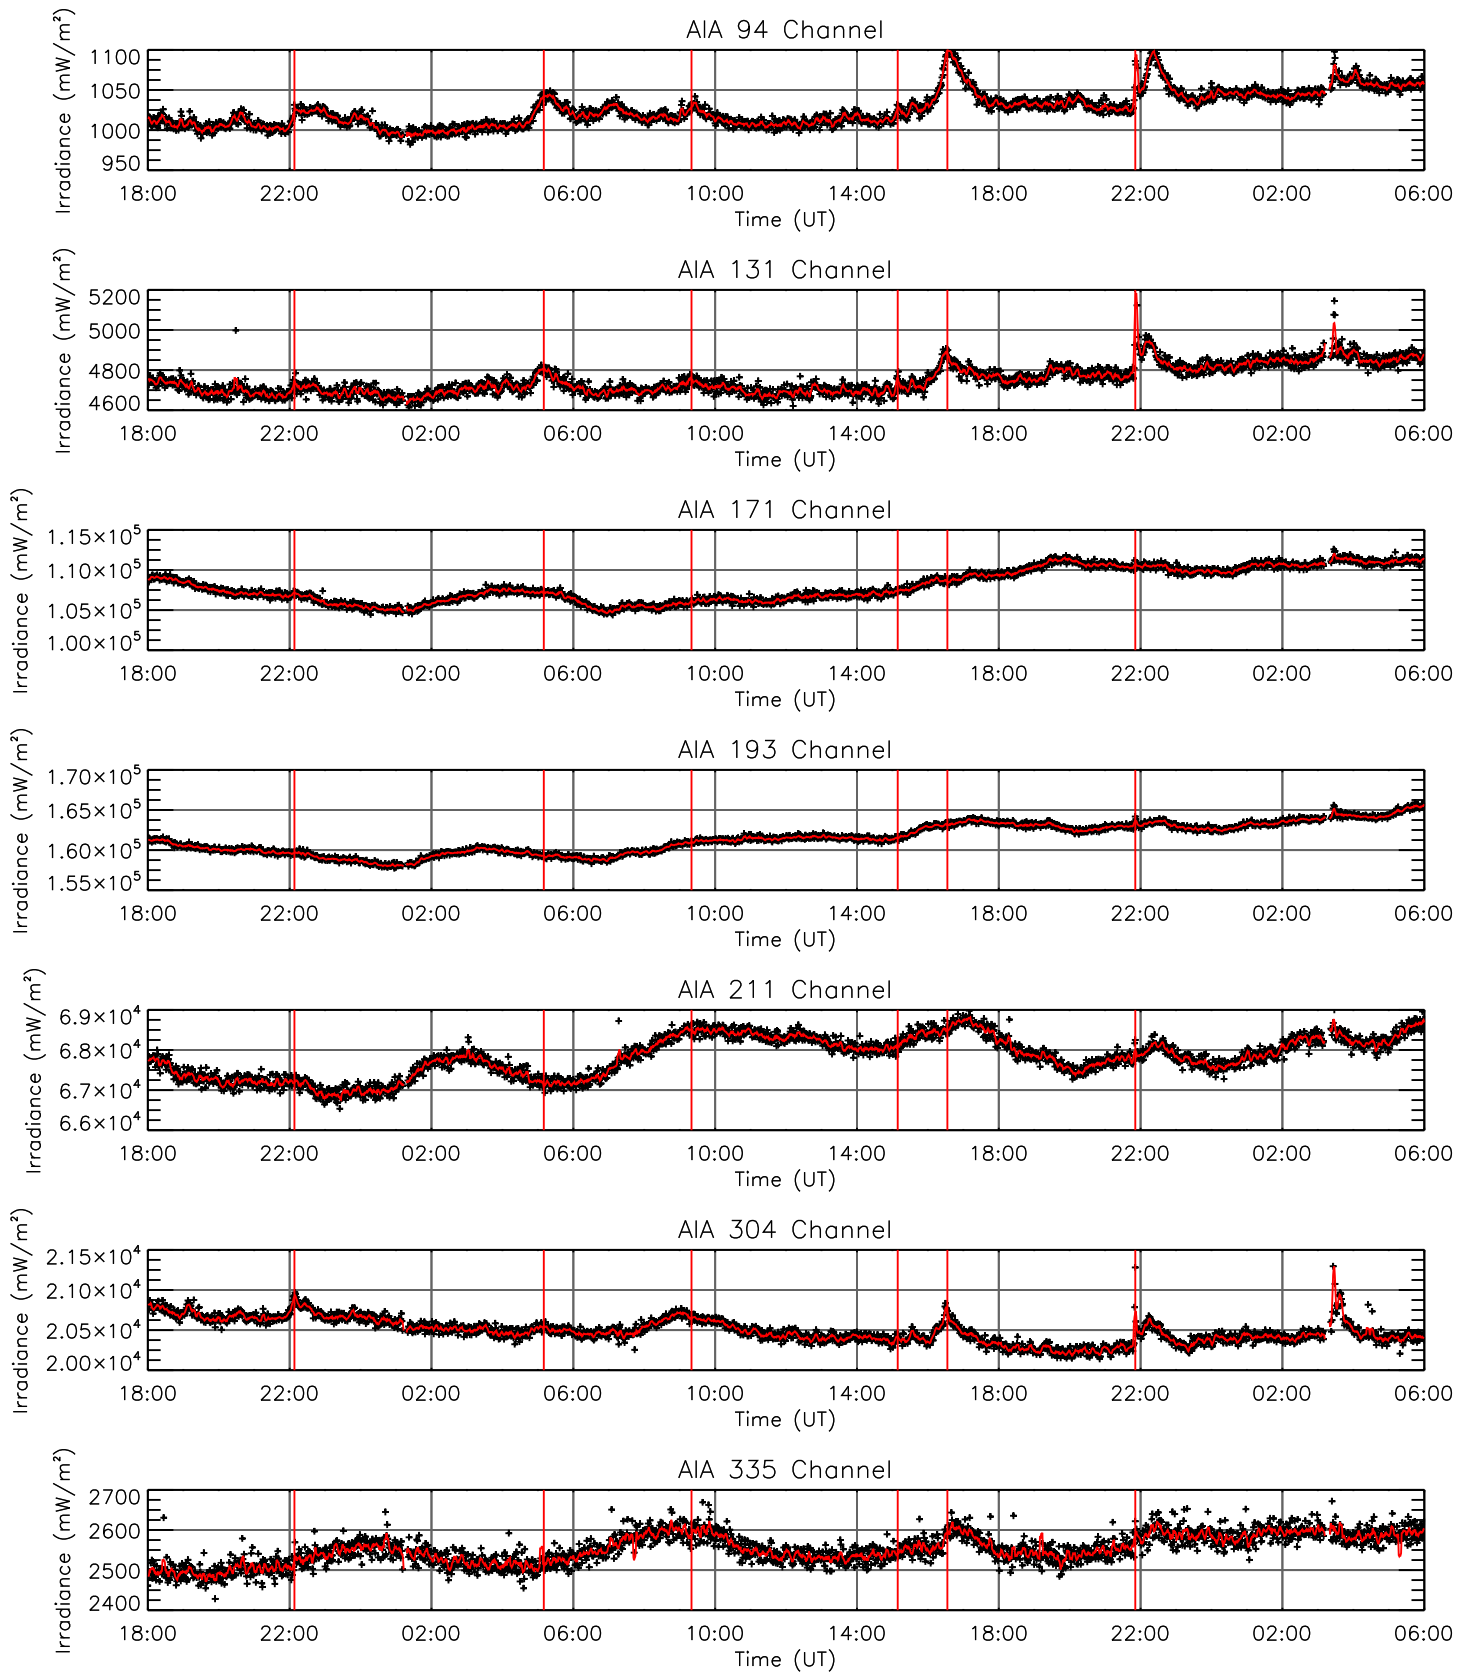 AIA 94 Channel
Irradiance (mW/m²)
1100
1050
1000
950
18:00 22:00 02:00 06:00 10:00 14:00 18:00 22:00 02:00 06:00
Time (UT)
AIA 131 Channel
Irradiance (mW/m²)
5200
5000
4800
4600
18:00 22:00 02:00 06:00 10:00 14:00 18:00 22:00 02:00 06:00
Time (UT)
AIA 171 Channel
Irradiance (mW/m²)
1.15×10⁵
1.10×10⁵
1.05×10⁵
1.00×10⁵
18:00 22:00 02:00 06:00 10:00 14:00 18:00 22:00 02:00 06:00
Time (UT)
AIA 193 Channel
Irradiance (mW/m²)
1.70×10⁵
1.65×10⁵
1.60×10⁵
1.55×10⁵
18:00 22:00 02:00 06:00 10:00 14:00 18:00 22:00 02:00 06:00
Time (UT)
AIA 211 Channel
Irradiance (mW/m²)
6.9×10⁴
6.8×10⁴
6.7×10⁴
6.6×10⁴
18:00 22:00 02:00 06:00 10:00 14:00 18:00 22:00 02:00 06:00
Time (UT)
AIA 304 Channel
Irradiance (mW/m²)
2.15×10⁴
2.10×10⁴
2.05×10⁴
2.00×10⁴
18:00 22:00 02:00 06:00 10:00 14:00 18:00 22:00 02:00 06:00
Time (UT)
AIA 335 Channel
Irradiance (mW/m²)
2700
2600
2500
2400
18:00 22:00 02:00 06:00 10:00 14:00 18:00 22:00 02:00 06:00
Time (UT)